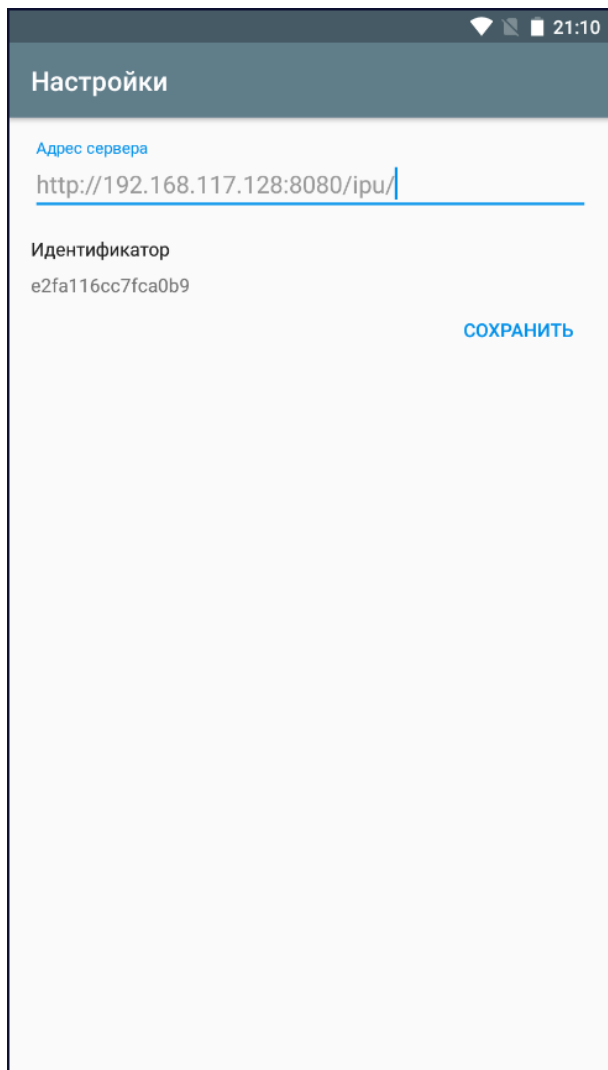 21:10
Настройки
Адрес сервера
http://192.168.117.128:8080/ipu/
Идентификатор
e2fa116cc7fca0b9
СОХРАНИТЬ